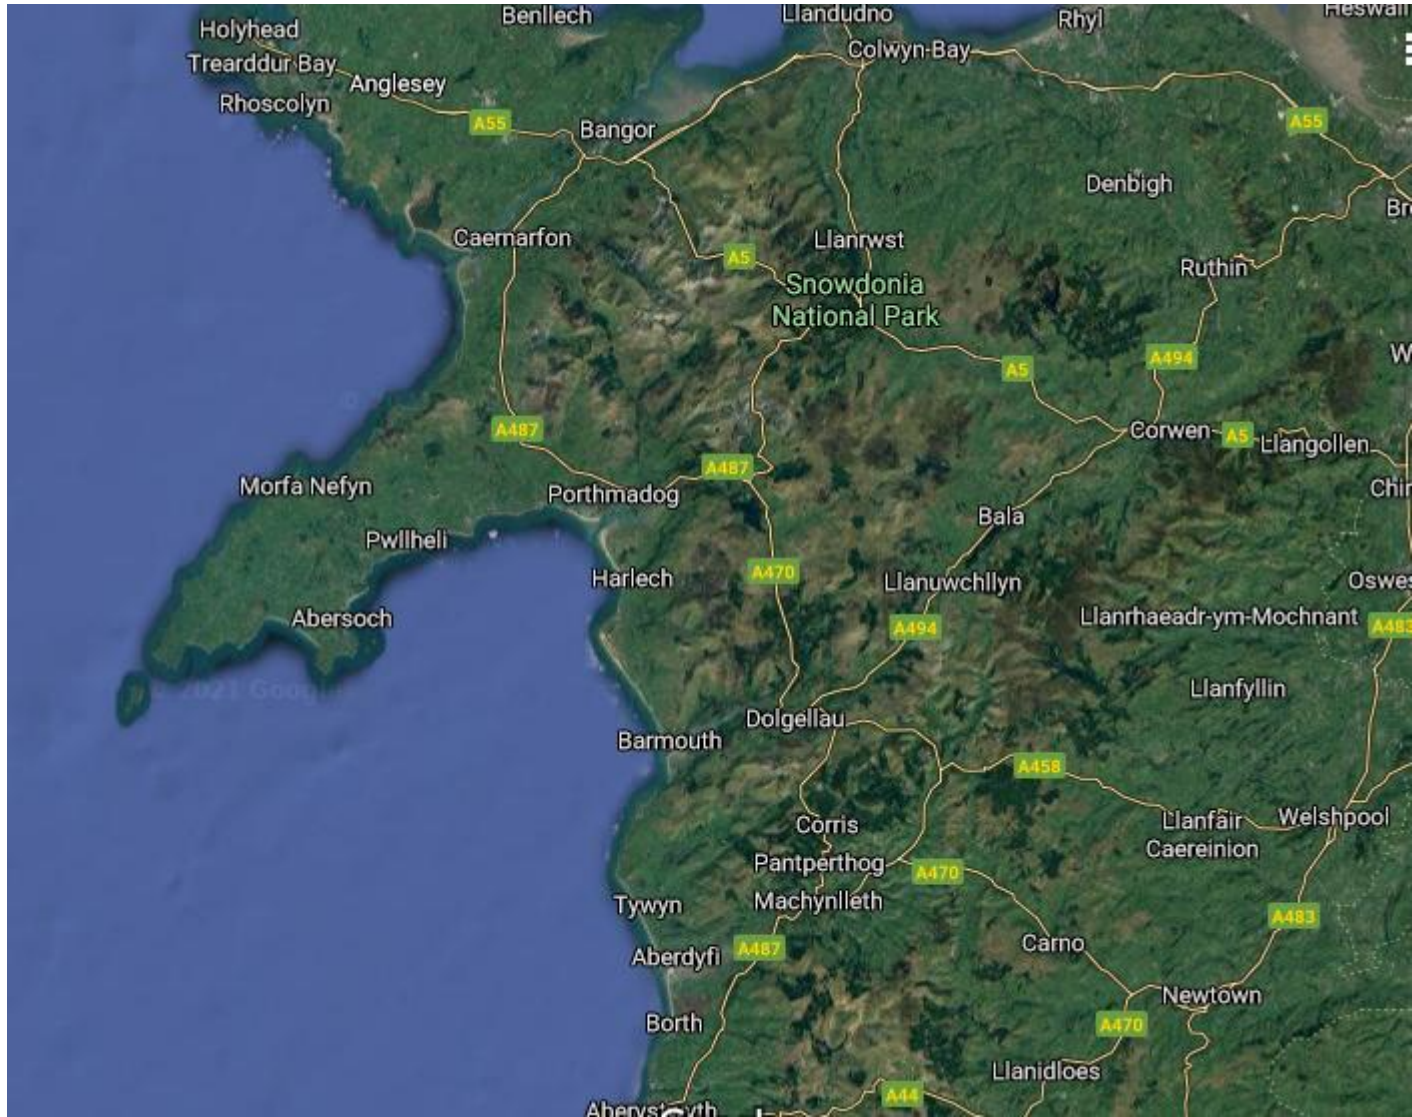 Holyhead
Benllech
Llandudno
Rhyl
Trearddur Bay
Colwyn-Bay
Anglesey
Rhoscolyn
A55
Bangor
A55
Denbigh
Caernarfon
Llanrwst
A5
Ruthin
Snowdonia
National Park
A494
A5
A487
Corwen
A5
Llangollen
A487
Morfa Nefyn
Porthmadog
Bala
Pwllheli
A470
Harlech
Llanuwchllyn
Abersoch
A494
Llanrhaeadr-ym-Mochnant
A483
Llanfyllin
Dolgellau
Barmouth
A458
Corris
Llanfair
Caereinion
Welshpool
Pantperthog
A470
Machynlleth
Tywyn
A483
Carno
A487
Aberdyfi
Newtown
Borth
A470
Llanidloes
A44